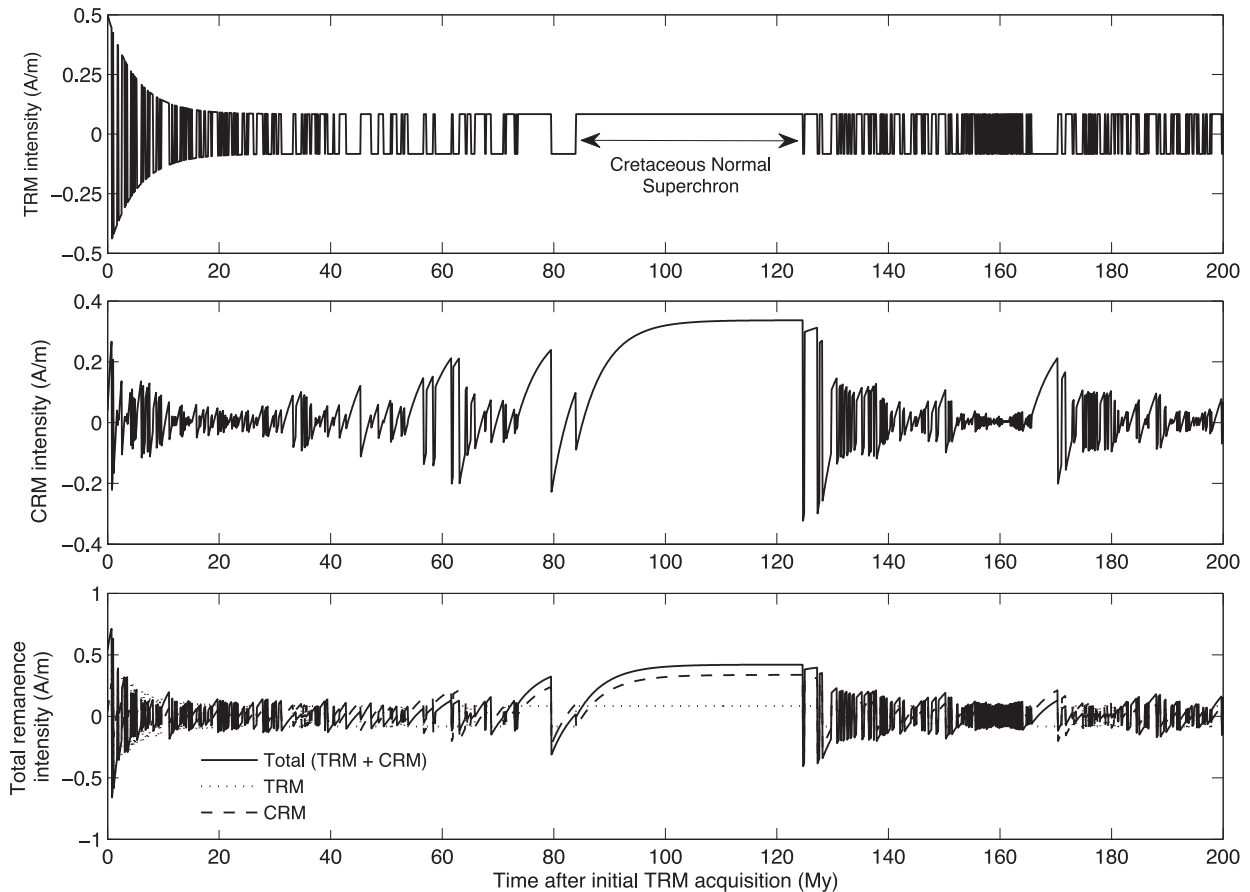 TRM intensity (A/m)
0.5
0.25
0
−0.25
−0.5
Cretaceous Normal
Superchron
0 20 40 60 80 100 120 140 160 180 200
CRM intensity (A/m)
0.4
0.2
0
−0.2
−0.4
0 20 40 60 80 100 120 140 160 180 200
Total remanence
intensity (A/m)
1
0.5
0
−0.5
−1
Total (TRM + CRM)
TRM
CRM
0 20 40 60 80 100 120 140 160 180 200
Time after initial TRM acquisition (My)